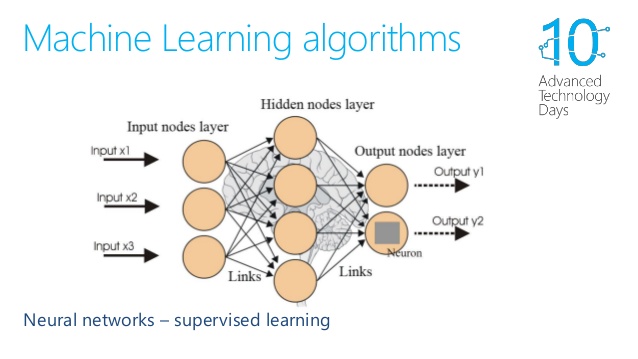 Machine Learning algorithms
10
Advanced
Technology
Days
Hidden nodes layer
Input nodes layer
Output nodes layer
Input x1
Output y1
Input x2
Output y2
Input x3
Neuron
Links
Links
Neural networks – supervised learning